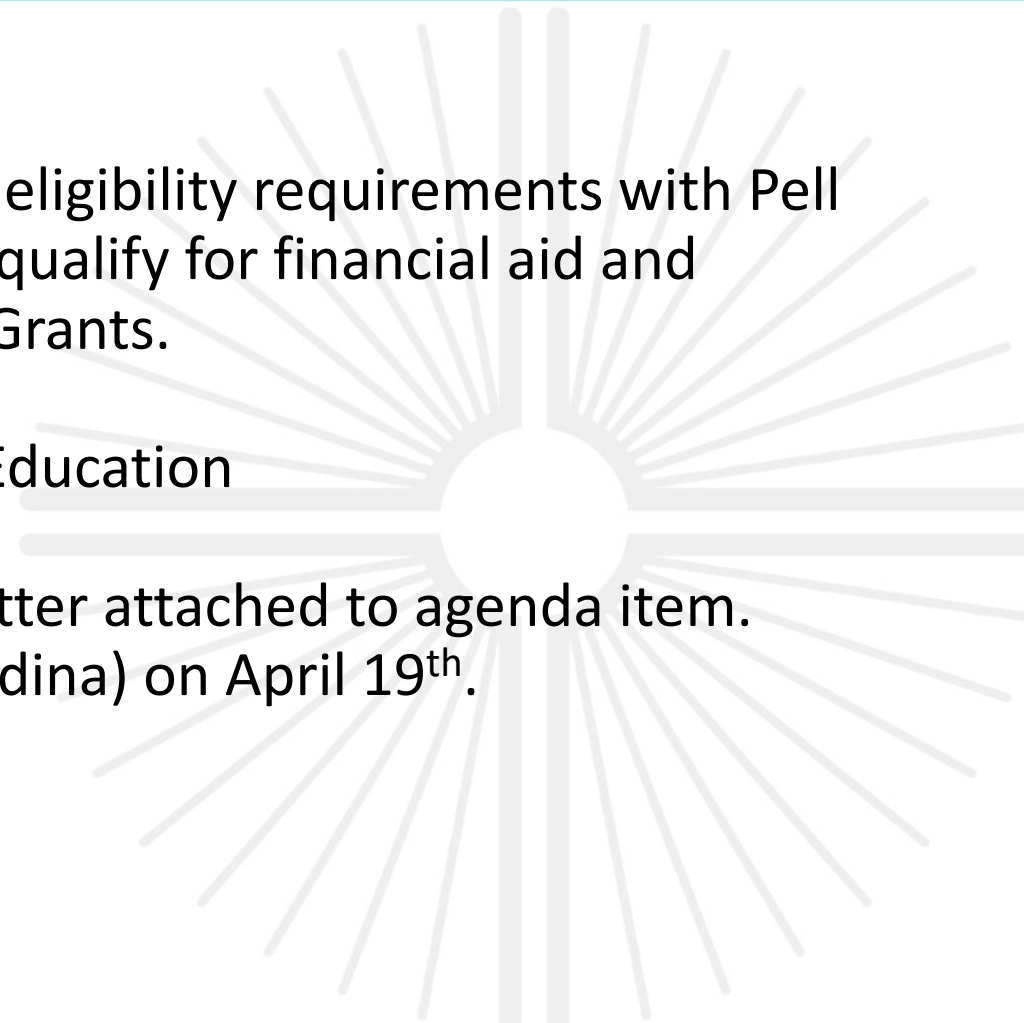 eligibility requirements with Pell
qualify for financial aid and
Grants.
Education
tter attached to agenda item.
dina) on April 19th.